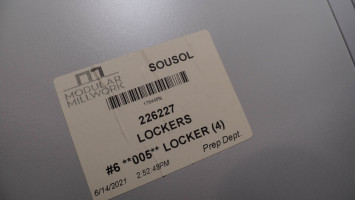 MODULAR
MILLWORK
SOUSOL
226227
LOCKERS
#6 **005** LOCKER (4)
Prep Dept.
6/14/2021
2:52:48PM